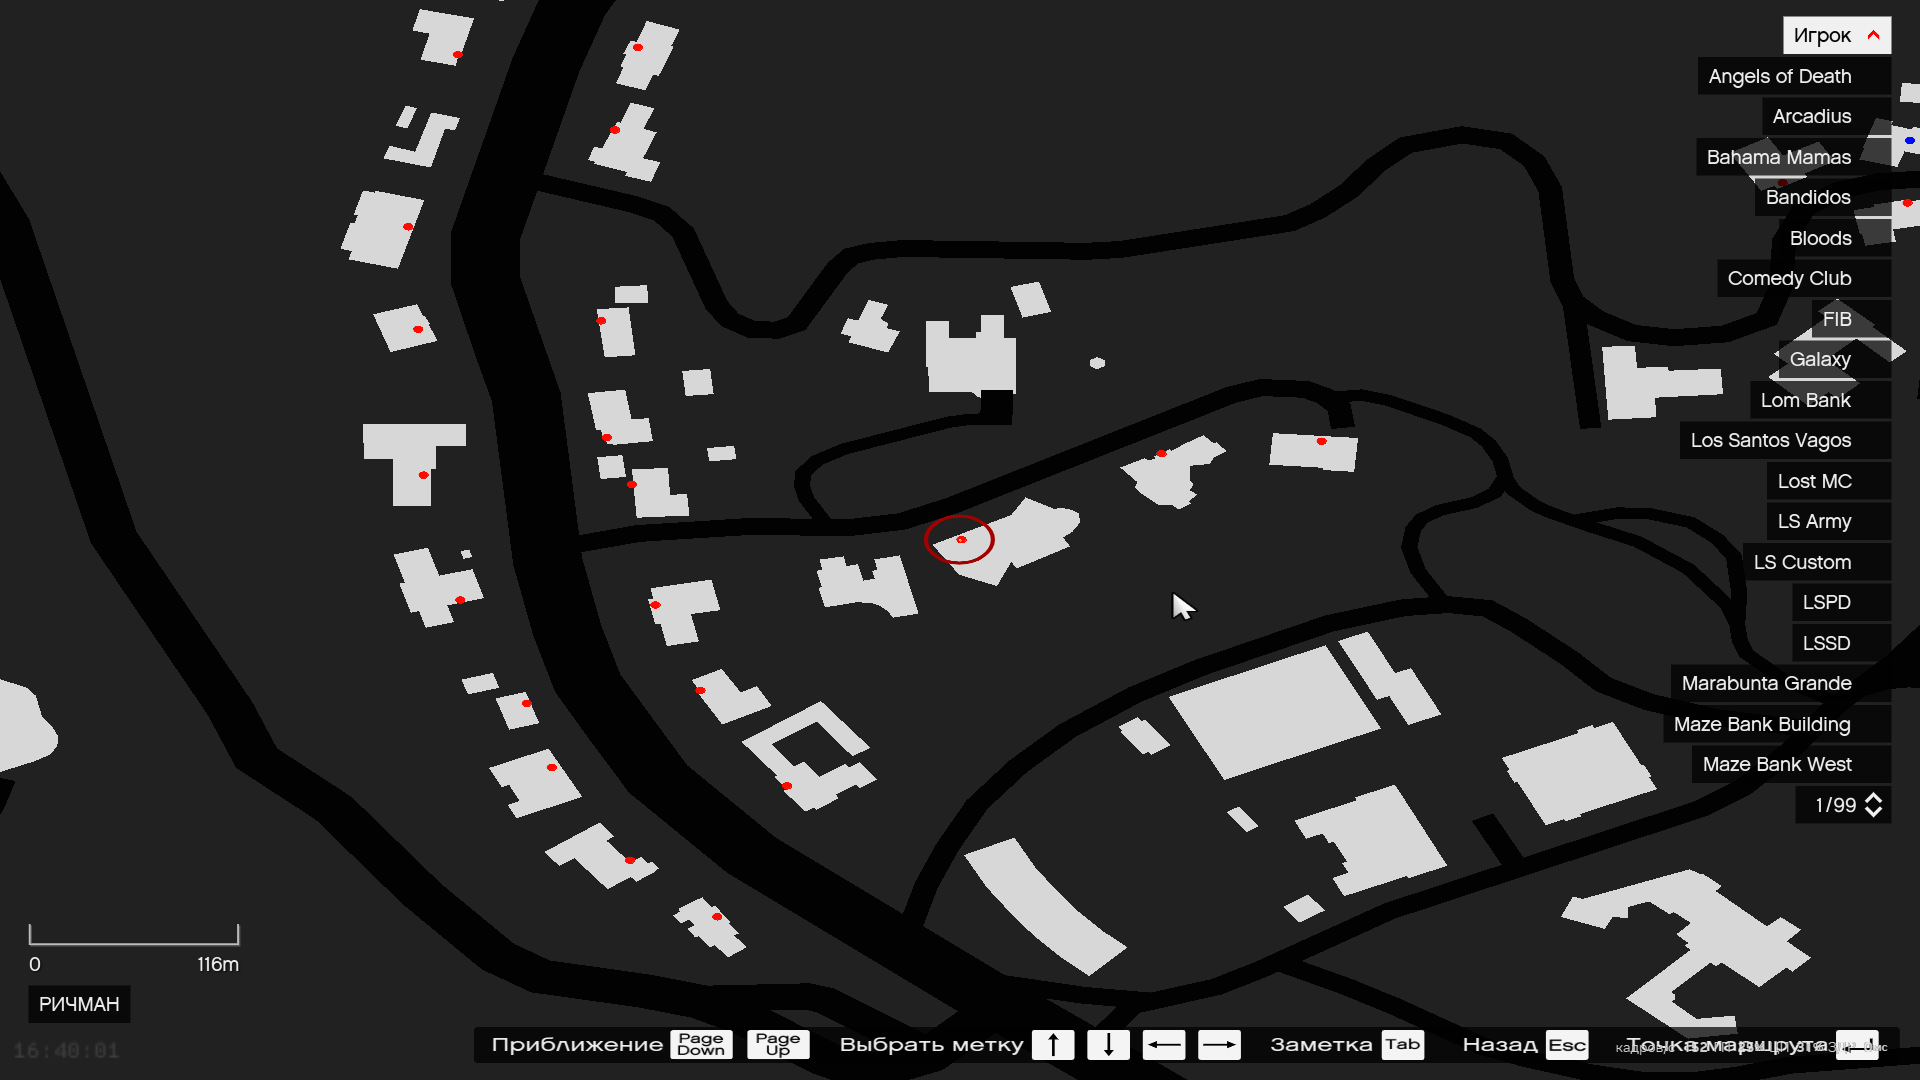 Игрок
Angels of Death
Arcadius
Bahama Mamas
Bandidos
Bloods
Comedy Club
FIB
Galaxy
Lom Bank
Los Santos Vagos
Lost MC
LS Army
LS Custom
LSPD
LSSD
Marabunta Grande
Maze Bank Building
Maze Bank West
1/99
0 116m
РИЧМАН
16:40:01
Приближение Page Down Page Up Выбрать метку Заметка Tab Назад Esc Точка маршрута
кадров/с